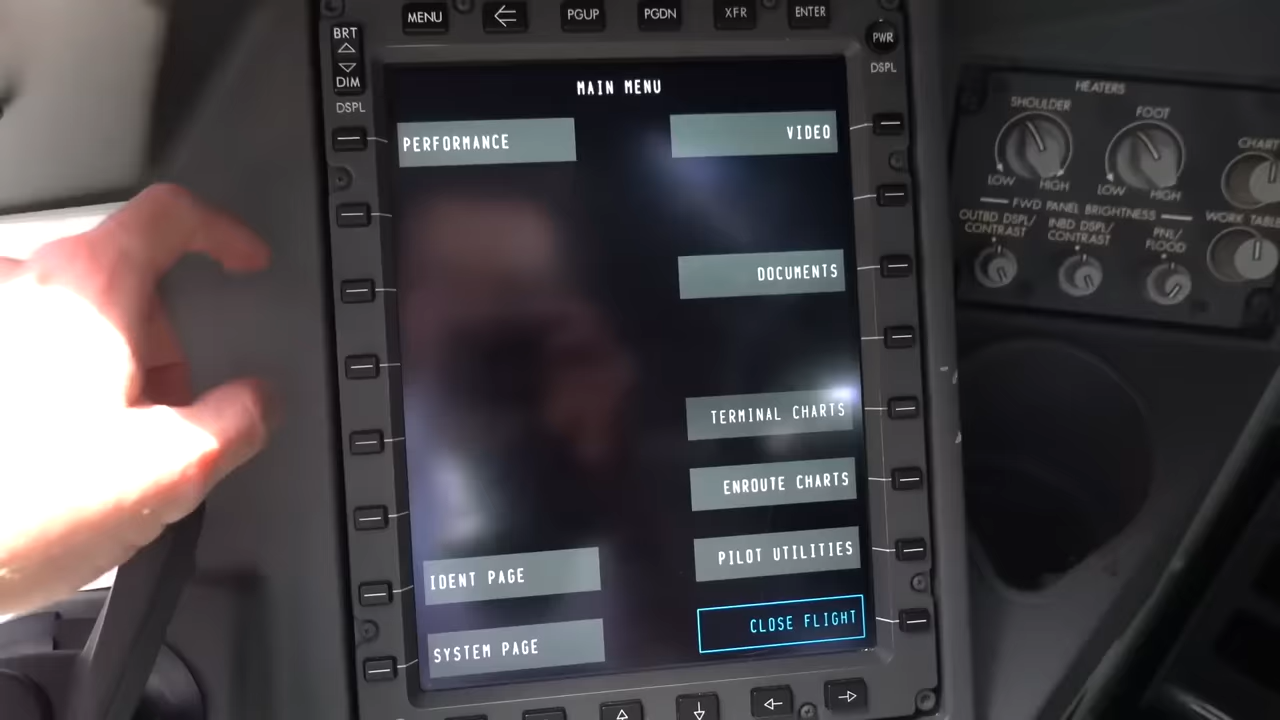 MENU
PGUP
PGDN
XFR
ENTER
BRT
DIM
DSPL
PWR
DSPL
MAIN MENU
PERFORMANCE
VIDEO
DOCUMENTS
TERMINAL CHARTS
ENROUTE CHARTS
PILOT UTILITIES
IDENT PAGE
CLOSE FLIGHT
SYSTEM PAGE
HEATERS
SHOULDER
FOOT
LOW
HIGH
LOW
HIGH
CHART
FWD PANEL BRIGHTNESS
OUTBD DSPL/
CONTRAST
INBD DSPL/
CONTRAST
PNL/
FLOOD
WORK TABLE